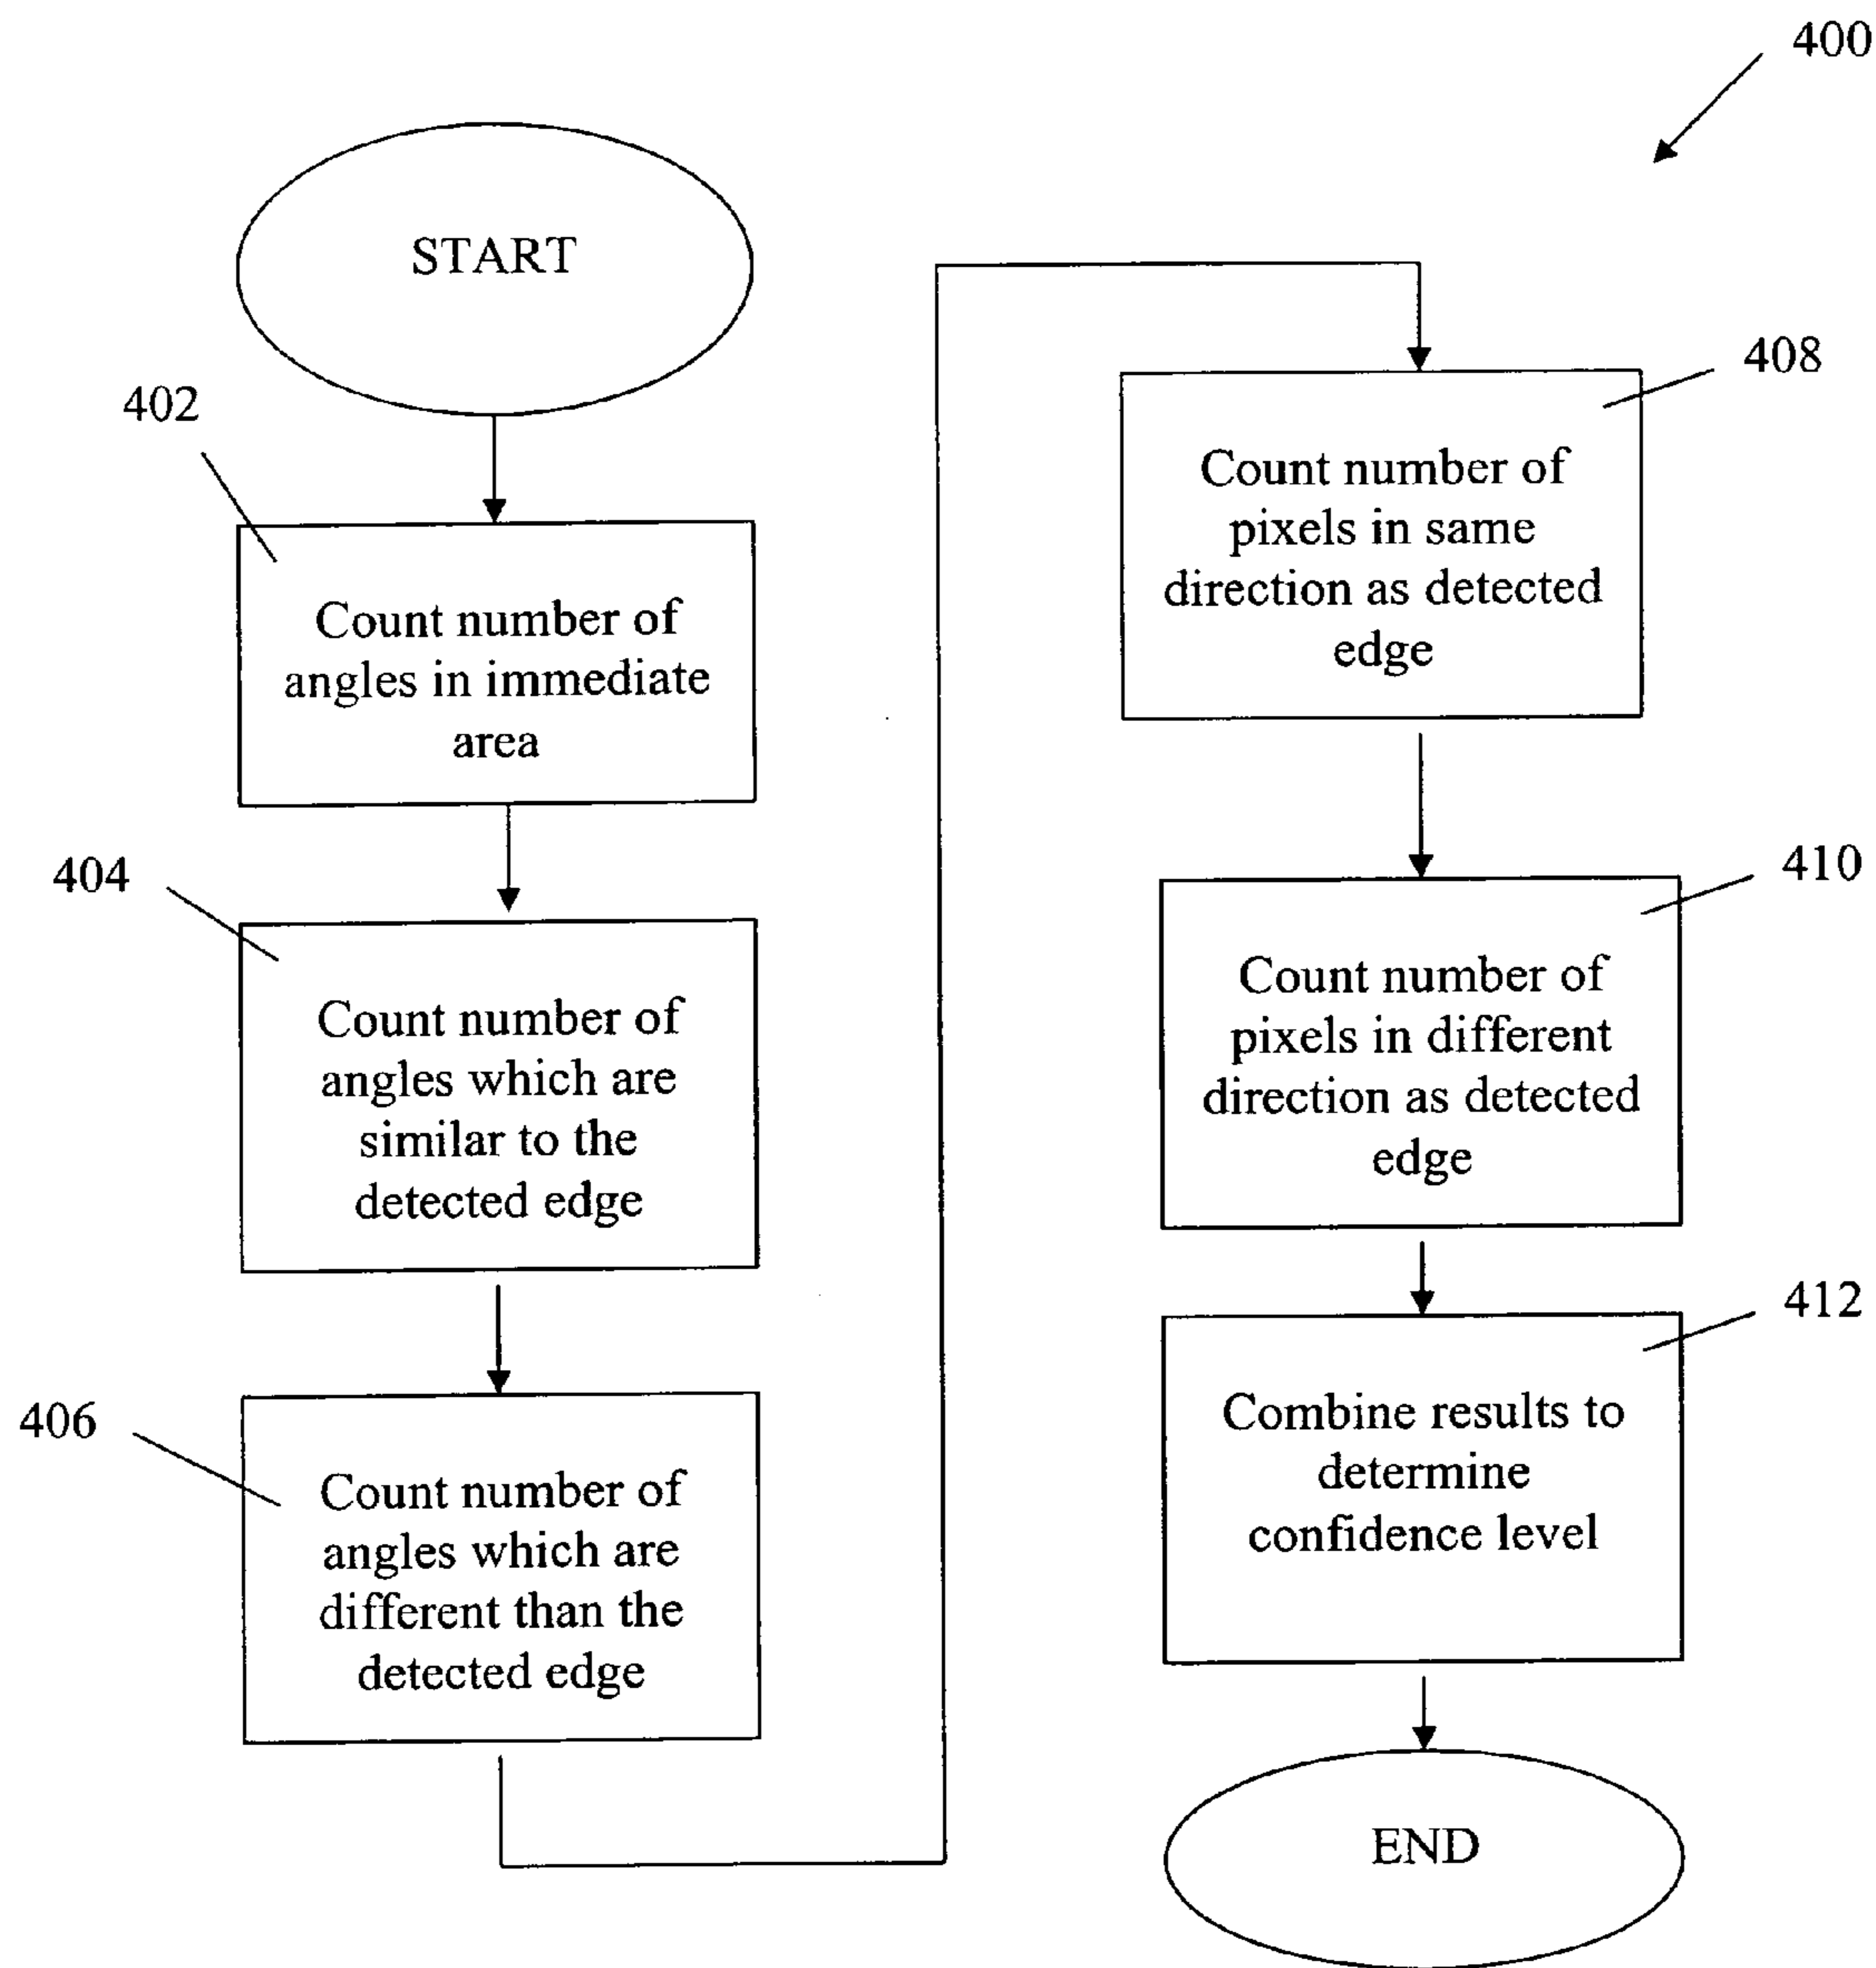 400
START
402
Count number of
angles in immediate
area
404
Count number of
angles which are
similar to the
detected edge
406
Count number of
angles which are
different than the
detected edge
408
Count number of
pixels in same
direction as detected
edge
410
Count number of
pixels in different
direction as detected
edge
412
Combine results to
determine
confidence level
END